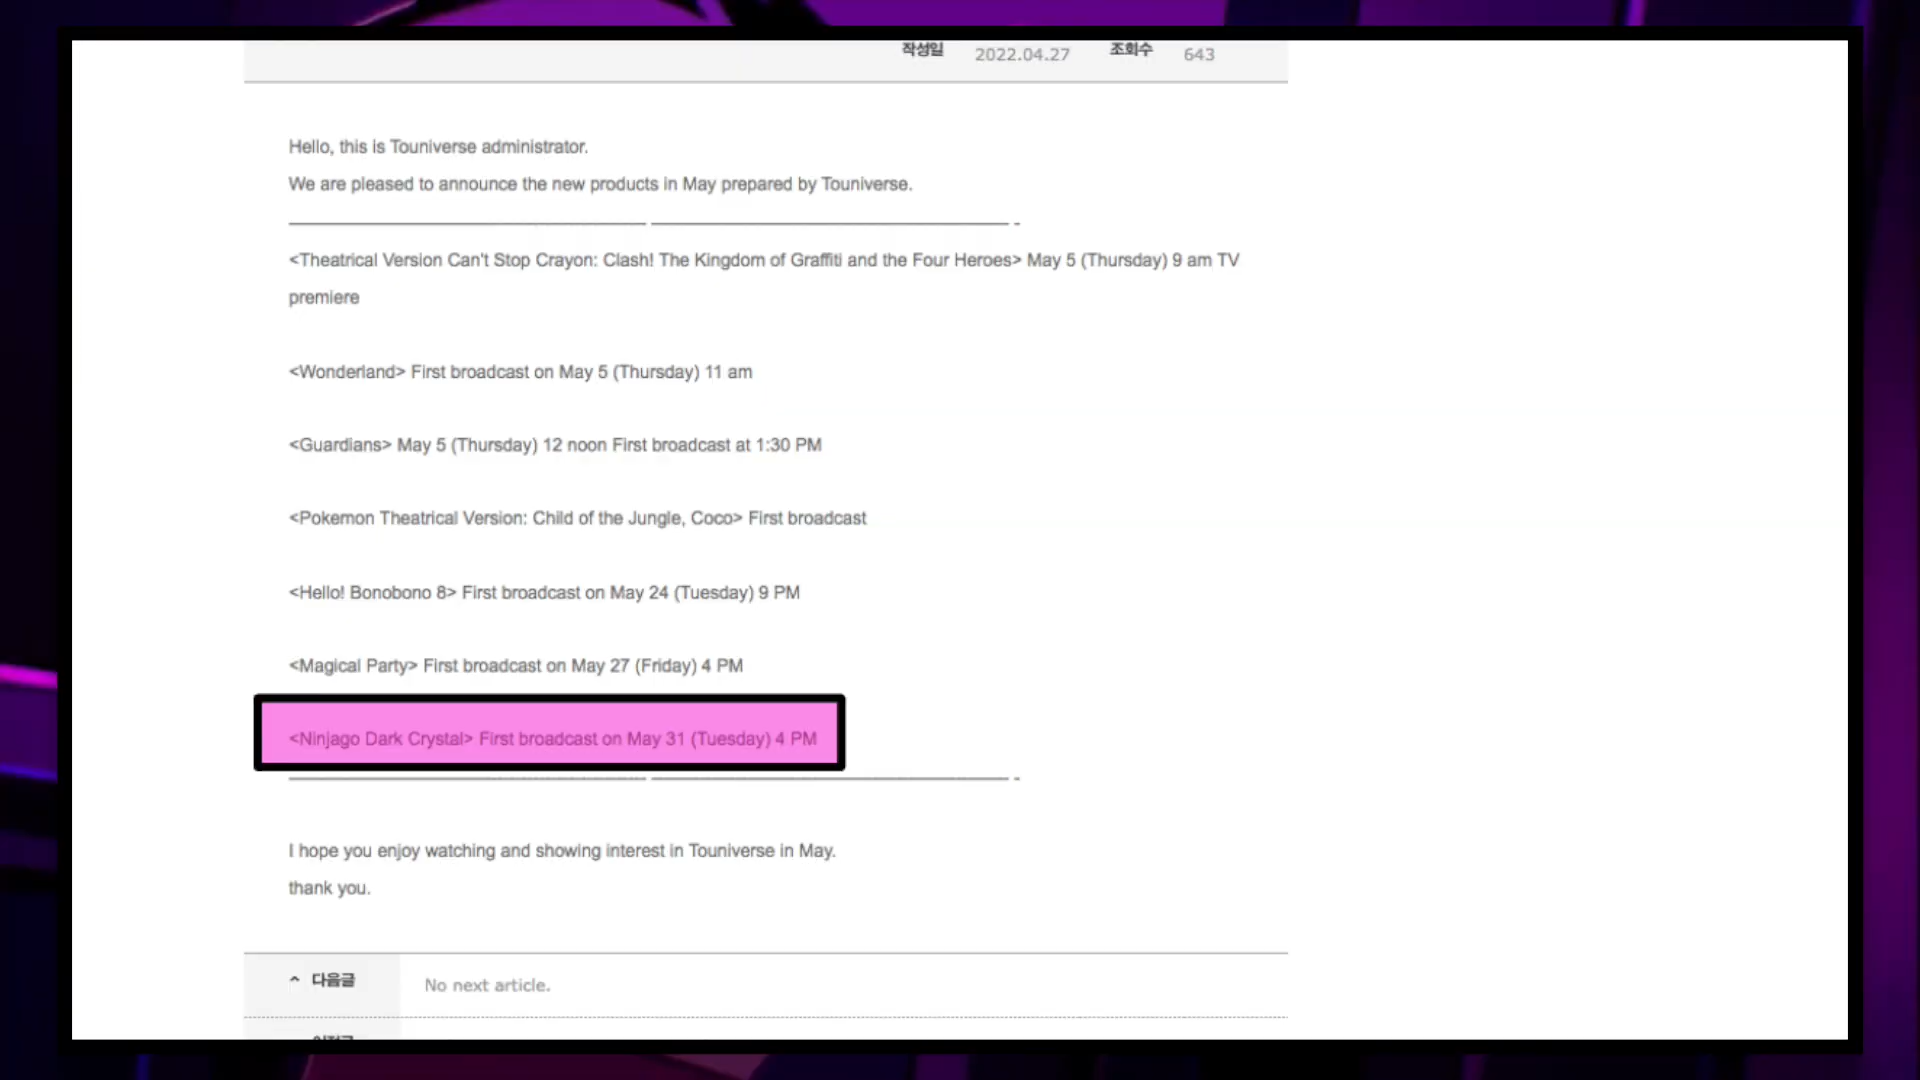 작성일 2022.04.27 조회수 643
Hello, this is Touniverse administrator.
We are pleased to announce the new products in May prepared by Touniverse.
<Theatrical Version Can't Stop Crayon: Clash! The Kingdom of Graffiti and the Four Heroes> May 5 (Thursday) 9 am TV
premiere
<Wonderland> First broadcast on May 5 (Thursday) 11 am
<Guardians> May 5 (Thursday) 12 noon First broadcast at 1:30 PM
<Pokemon Theatrical Version: Child of the Jungle, Coco> First broadcast
<Hello! Bonobono 8> First broadcast on May 24 (Tuesday) 9 PM
<Magical Party> First broadcast on May 27 (Friday) 4 PM
<Ninjago Dark Crystal> First broadcast on May 31 (Tuesday) 4 PM
I hope you enjoy watching and showing interest in Touniverse in May.
thank you.
다음글 No next article.